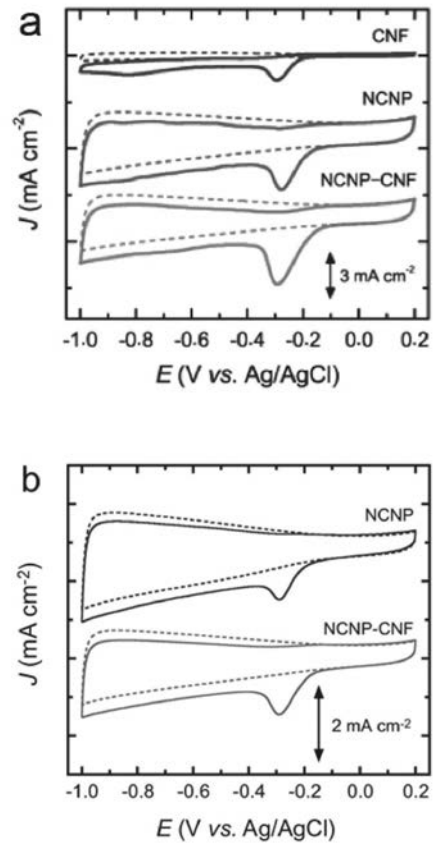 a
CNF
NCNP
NCNP–CNF
3 mA cm-2
J (mA cm-2)
-1.0 -0.8 -0.6 -0.4 -0.2 0.0 0.2
E (V vs. Ag/AgCl)
b
NCNP
NCNP-CNF
2 mA cm-2
J (mA cm-2)
-1.0 -0.8 -0.6 -0.4 -0.2 0.0 0.2
E (V vs. Ag/AgCl)